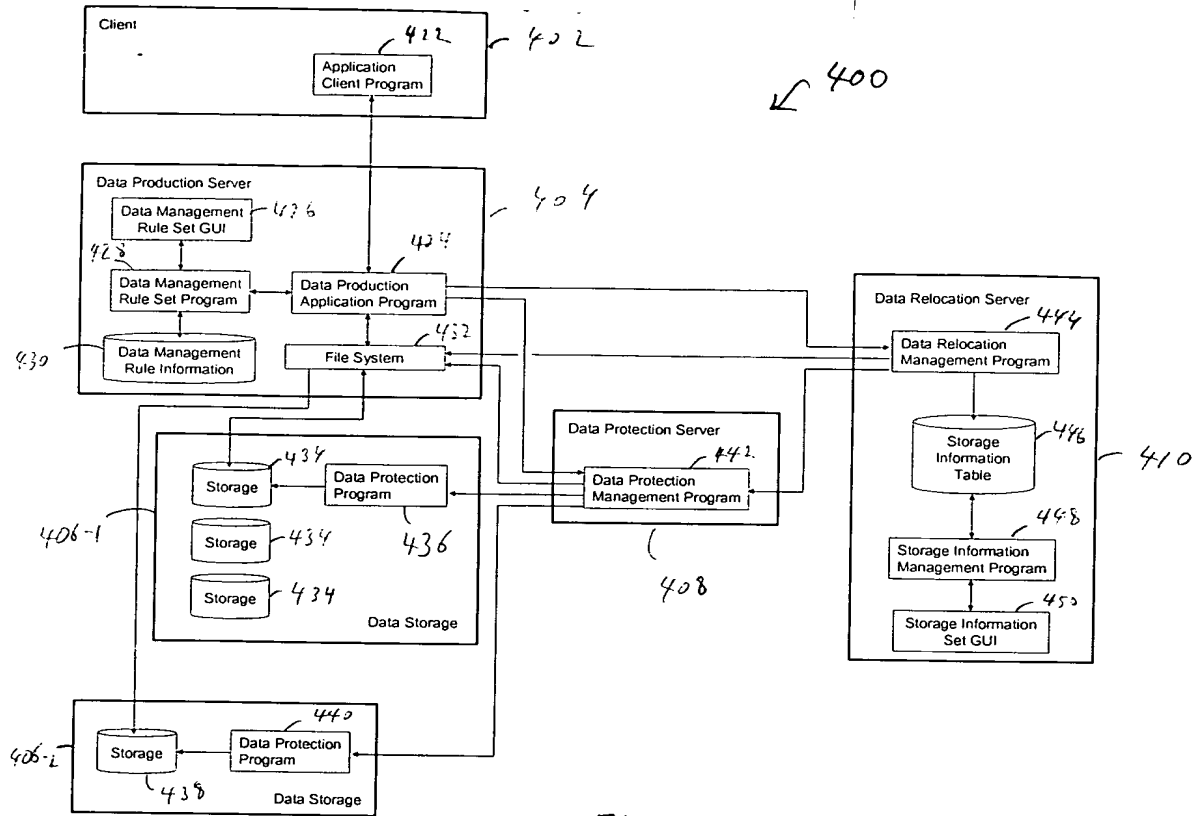 Client
422
402
Application
Client Program
400
Data Production Server
404
Data Management
Rule Set GUI
436
428
424
Data Management
Rule Set Program
Data Production
Application Program
432
430
Data Management
Rule Information
File System
Data Relocation Server
444
Data Relocation
Management Program
446
Storage
Information
Table
410
448
Storage Information
Management Program
450
Storage Information
Set GUI
Data Protection Server
442
Data Protection
Management Program
408
434
Storage
Data Protection
Program
436
406-1
Storage
434
Storage
434
Data Storage
440
406-2
Storage
Data Protection
Program
438
Data Storage